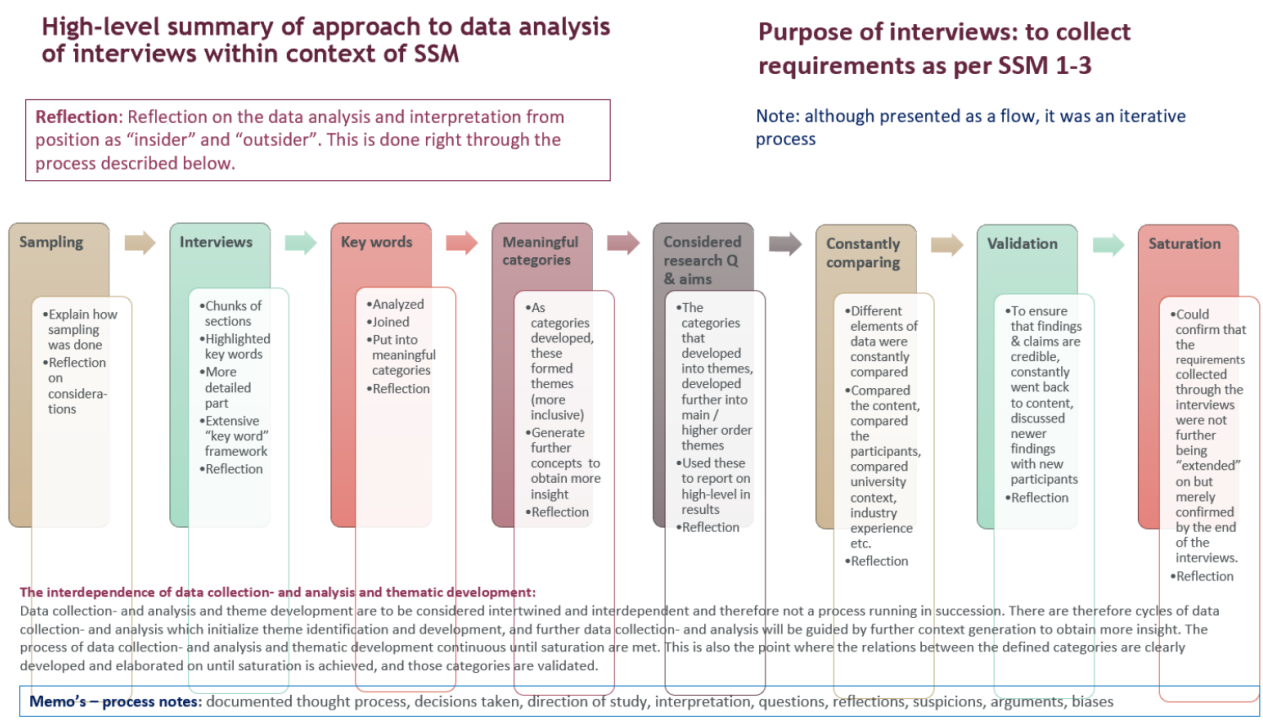 High-level summary of approach to data analysis
of interviews within context of SSM
Purpose of interviews: to collect
requirements as per SSM 1-3
Reflection: Reflection on the data analysis and interpretation from
position as “insider” and “outsider”. This is done right through the
process described below.
Note: although presented as a flow, it was an iterative
process
Sampling
•Explain how
sampling
was done
•Reflection
on
considera-
tions
Interviews
•Chunks of
sections
•Highlighted
key words
•More
detailed
part
•Extensive
“key word”
framework
•Reflection
Key words
•Analyzed
•Joined
•Put into
meaningful
categories
•Reflection
Meaningful
categories
•As
categories
developed,
these
formed
themes
(more
inclusive)
•Generate
further
concepts to
obtain more
insight
•Reflection
Considered
research Q
& aims
•The
categories
that
developed
into themes,
developed
further into
main /
higher order
themes
•Used these
to report on
high-level in
results
•Reflection
Constantly
comparing
•Different
elements of
data were
constantly
compared
•Compared
the content,
compared
the
participants,
compared
university
context,
industry
experience
etc.
•Reflection
Validation
•To ensure
that findings
& claims are
credible,
constantly
went back
to content,
discussed
newer
findings
with new
participants
•Reflection
Saturation
•Could
confirm that
the
requirements
collected
through the
interviews
were not
further
being
“extended”
on but
merely
confirmed
by the end
of the
interviews.
•Reflection
The interdependence of data collection- and analysis and thematic development:
Data collection- and analysis and theme development are to be considered intertwined and interdependent and therefore not a process running in succession. There are therefore cycles of data
collection- and analysis which initialize theme identification and development, and further data collection- and analysis will be guided by further context generation to obtain more insight. The
process of data collection- and analysis and thematic development continuous until saturation are met. This is also the point where the relations between the defined categories are clearly
developed and elaborated on until saturation is achieved, and those categories are validated.
Memo’s – process notes: documented thought process, decisions taken, direction of study, interpretation, questions, reflections, suspicions, arguments, biases